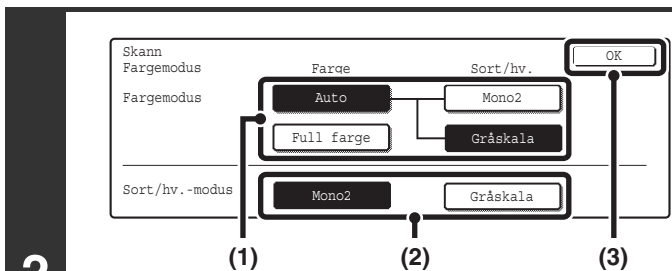 Skann
Fargemodus Farge Sort/hv. OK
Fargemodus Auto Mono2
Full farge Gråskala
Sort/hv.-modus Mono2 Gråskala
(1) (2) (3)
2